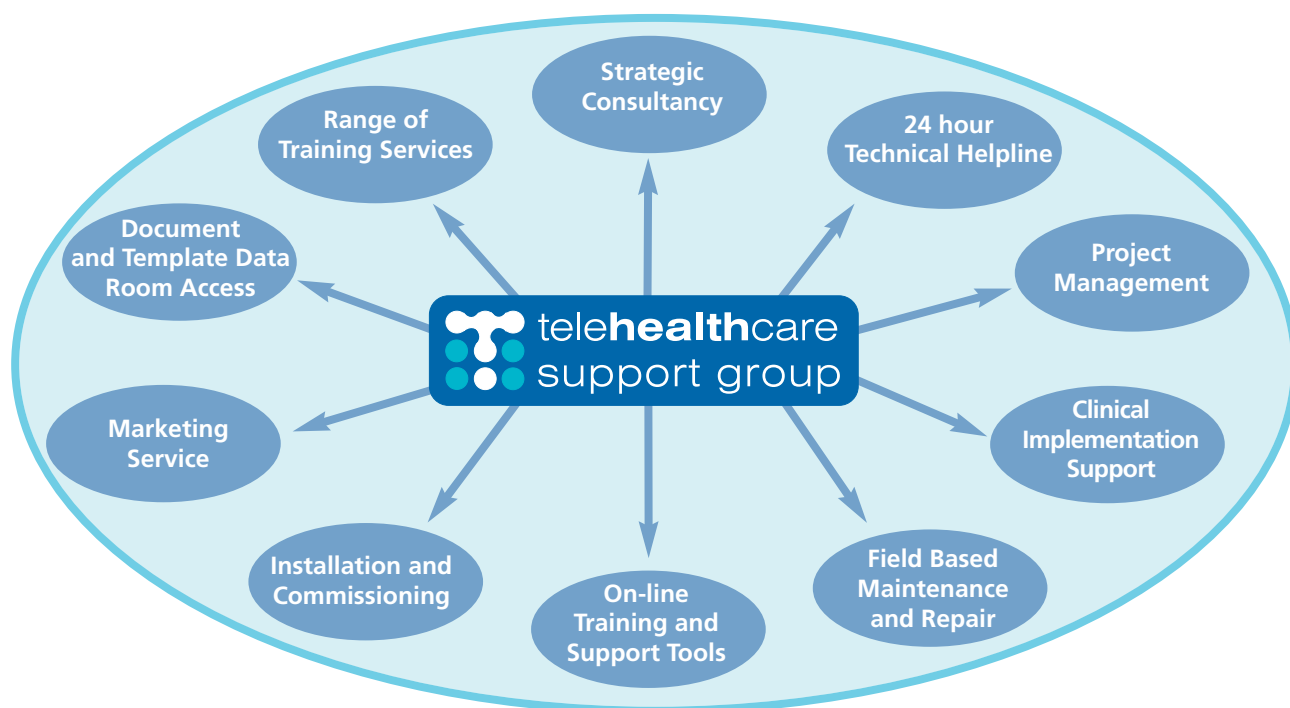 Strategic
Consultancy
24 hour
Technical Helpline
Range of
Training Services
Project
Management
Document
and Template Data
Room Access
telehealthcare
support group
Clinical
Implementation
Support
Marketing
Service
Field Based
Maintenance
and Repair
Installation and
Commissioning
On-line
Training and
Support Tools